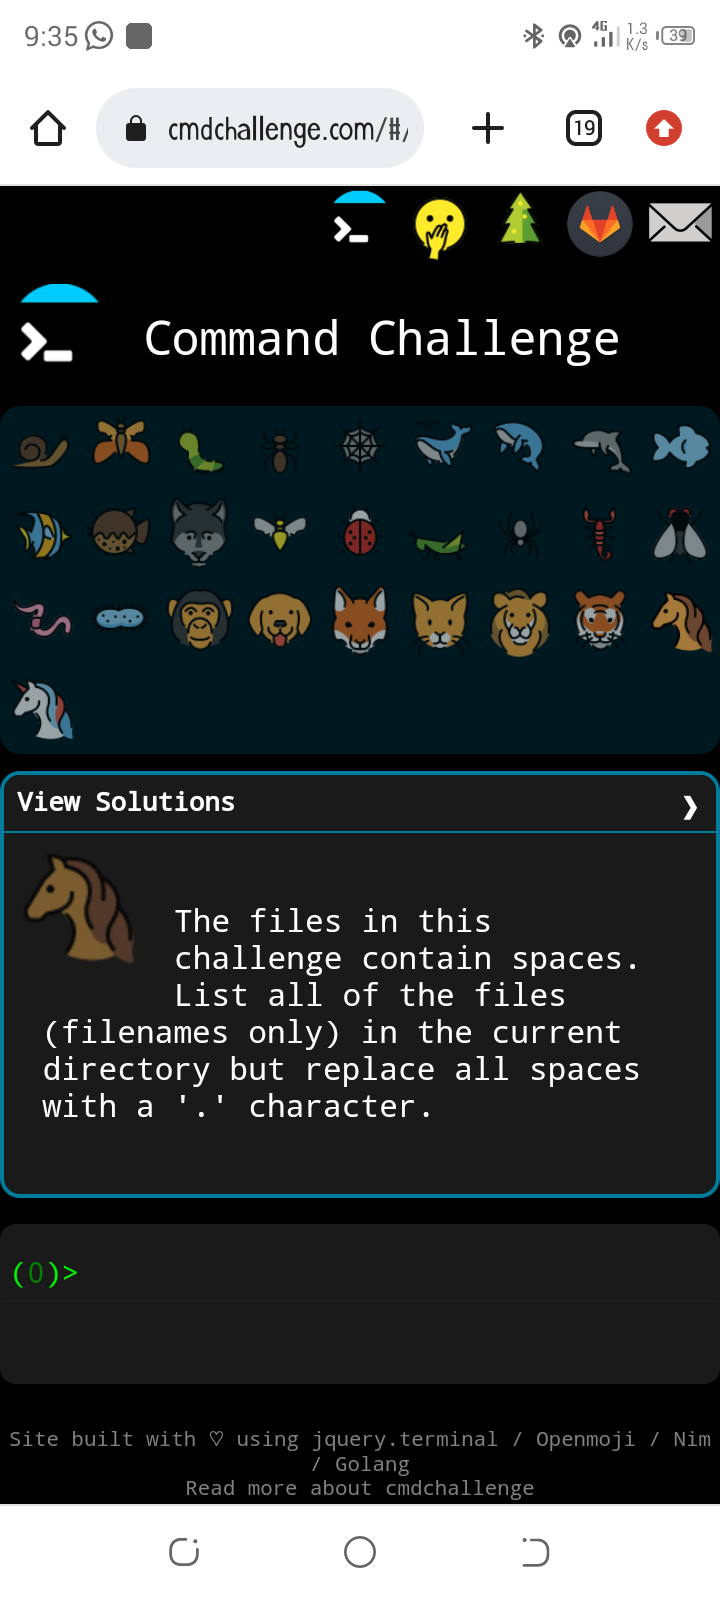 9:35
4G
1.3
K/s
39
cmdchallenge.com/#/
19
Command Challenge
View Solutions
The files in this
challenge contain spaces.
List all of the files
(filenames only) in the current
directory but replace all spaces
with a '.' character.
(0)>
Site built with ♡ using jquery.terminal / Openmoji / Nim
/ Golang
Read more about cmdchallenge